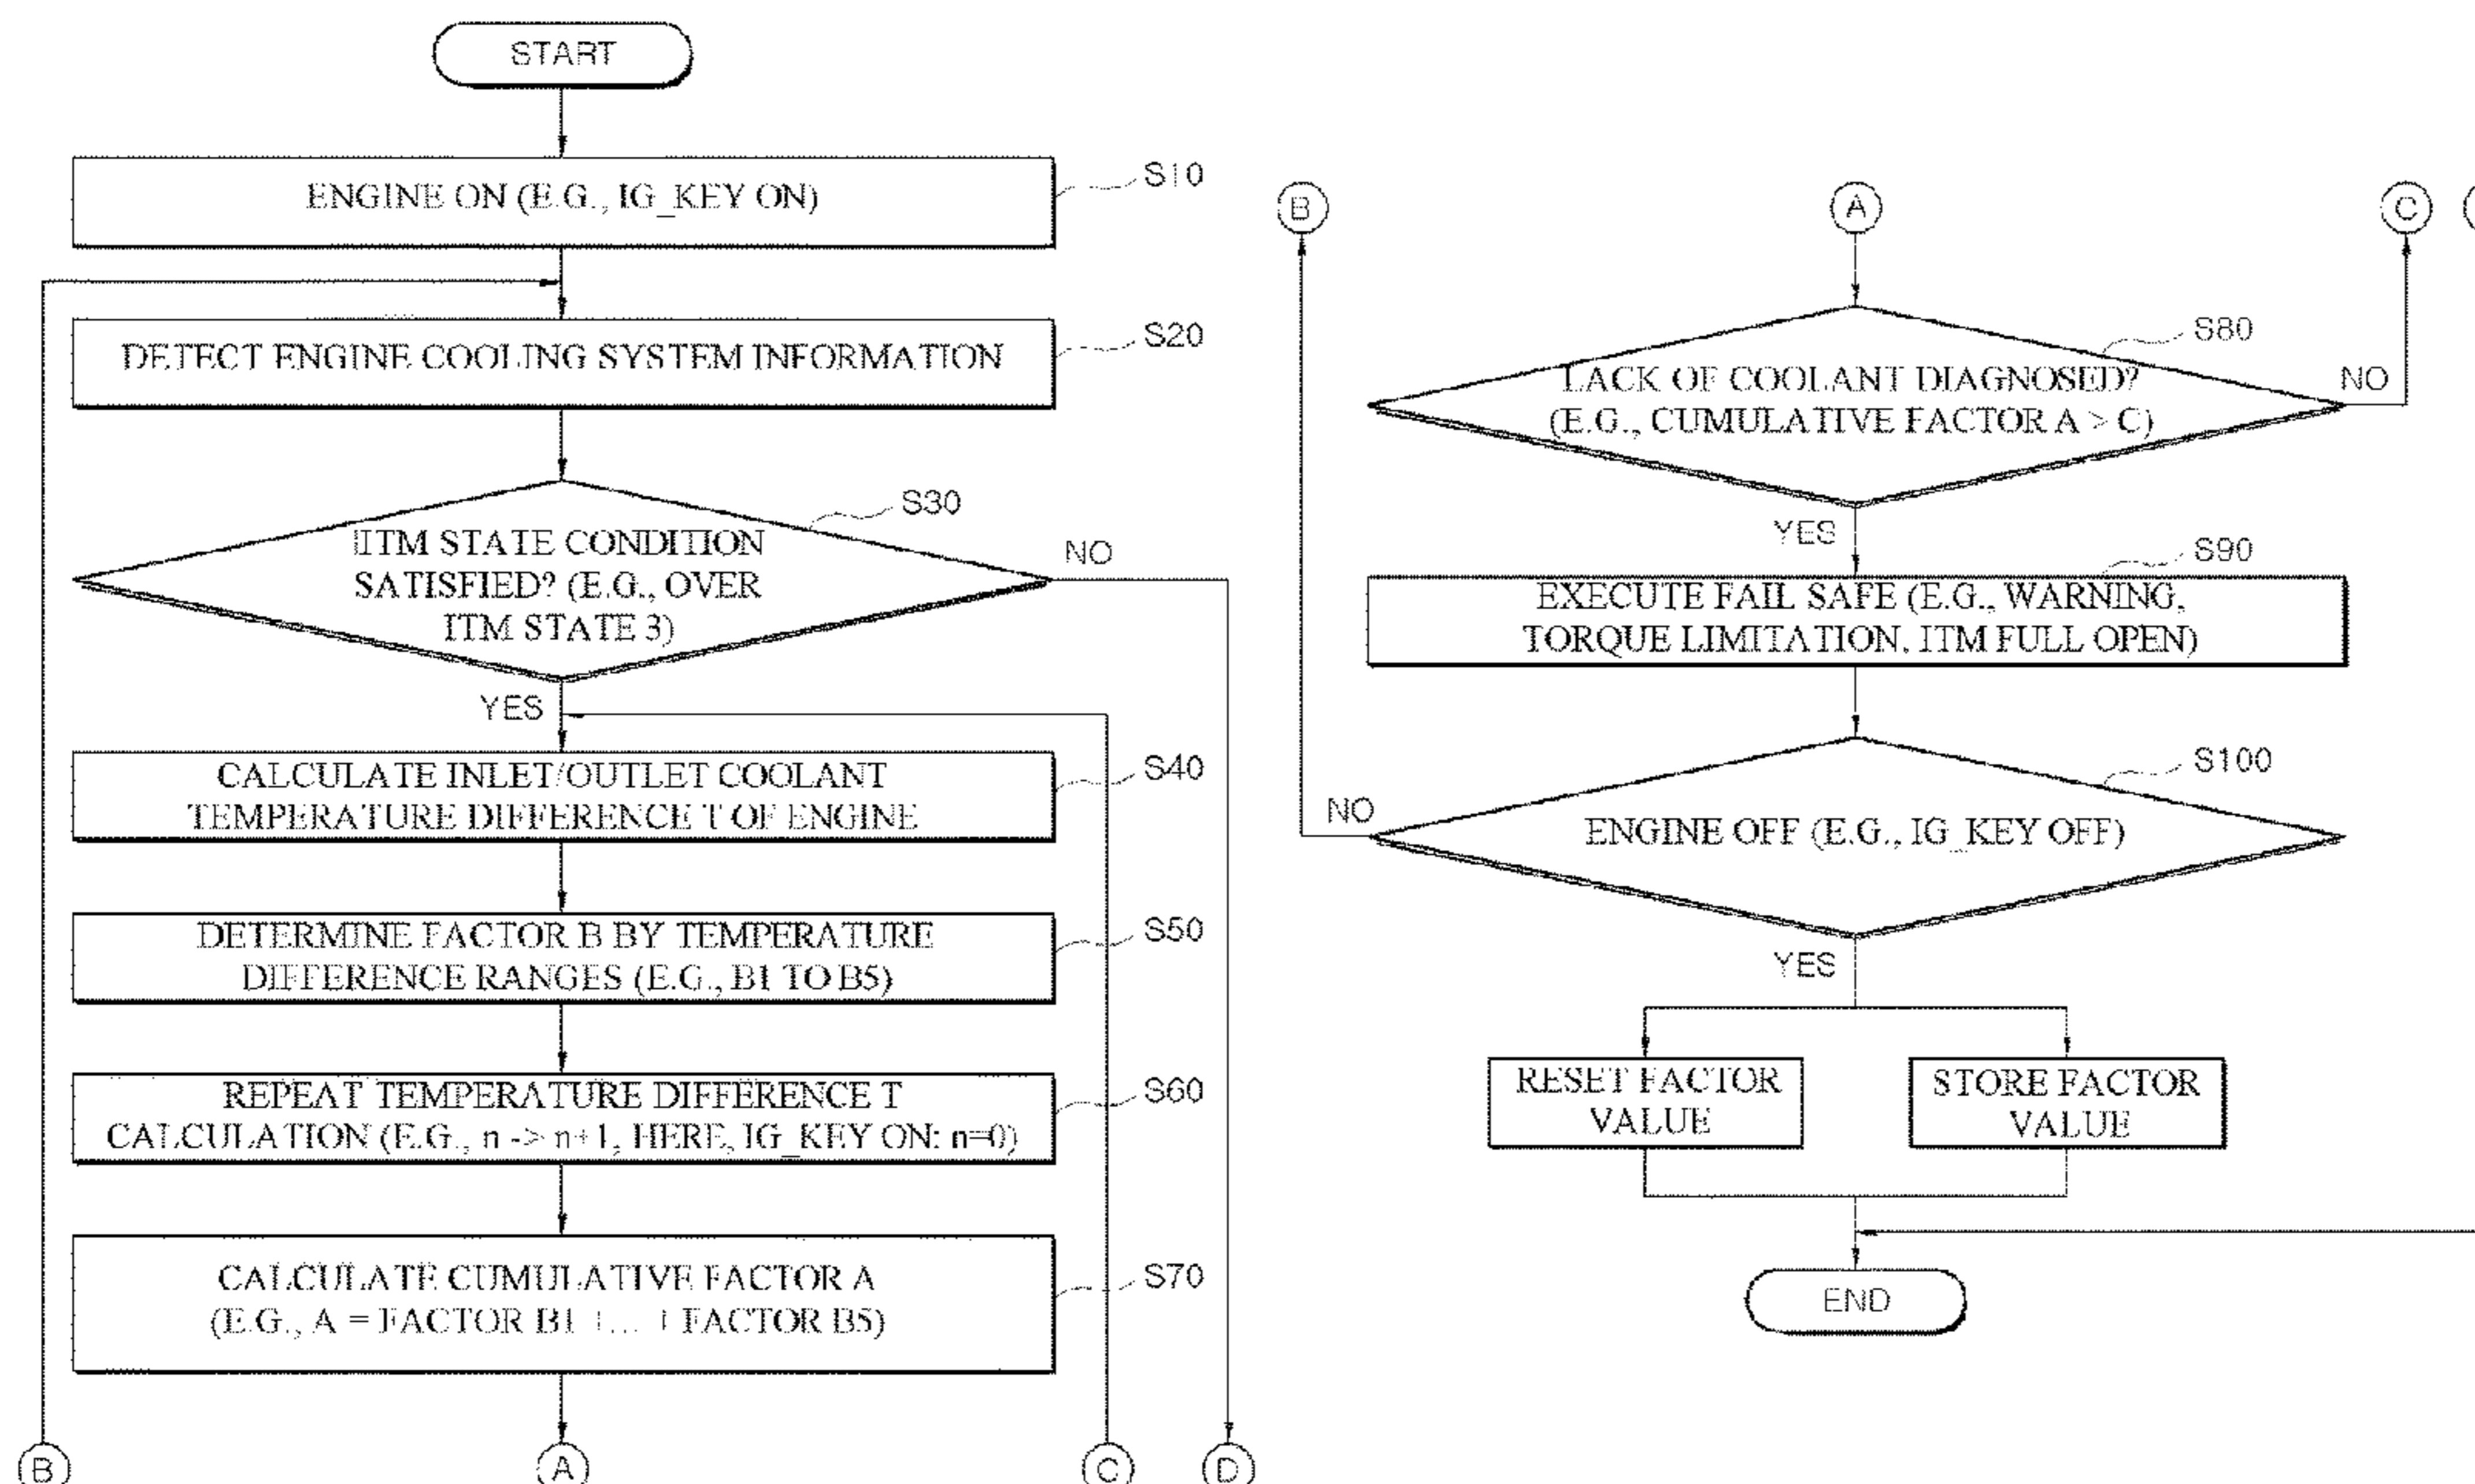 START
ENGINE ON (E.G., IG_KEY ON)
S10
DETECT ENGINE COOLING SYSTEM INFORMATION
S20
S30
ITM STATE CONDITION
SATISFIED? (E.G., OVER
ITM STATE 3)
NO
YES
CALCULATE INLET/OUTLET COOLANT
TEMPERATURE DIFFERENCE T OF ENGINE
S40
DETERMINE FACTOR B BY TEMPERATURE
DIFFERENCE RANGES (E.G., B1 TO B5)
S50
REPEAT TEMPERATURE DIFFERENCE T
CALCULATION (E.G., n -> n+1, HERE, IG_KEY ON: n=0)
S60
CALCULATE CUMULATIVE FACTOR A
(E.G., A = FACTOR B1 +... + FACTOR B5)
S70
B
A
C
D
B
A
C
S80
LACK OF COOLANT DIAGNOSED?
(E.G., CUMULATIVE FACTOR A > C)
NO
YES
S90
EXECUTE FAIL SAFE (E.G., WARNING,
TORQUE LIMITATION, ITM FULL OPEN)
S100
NO
ENGINE OFF (E.G., IG_KEY OFF)
YES
RESET FACTOR
VALUE
STORE FACTOR
VALUE
END